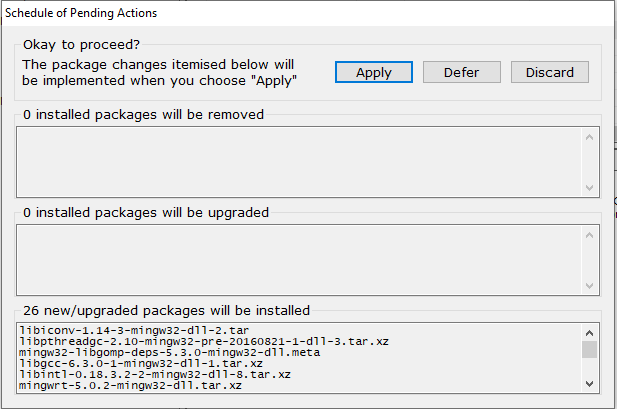 Schedule of Pending Actions
Okay to proceed?
The package changes itemised below will
be implemented when you choose "Apply"
Apply
Defer
Discard
0 installed packages will be removed
0 installed packages will be upgraded
26 new/upgraded packages will be installed
libiconv-1.14-3-mingw32-dll-2.tar
libpthreadgc-2.10-mingw32-pre-20160821-1-dll-3.tar.xz
mingw32-libgomp-deps-5.3.0-mingw32-dll.meta
libgcc-6.3.0-1-mingw32-dll-1.tar.xz
libintl-0.18.3.2-2-mingw32-dll-8.tar.xz
mingwrt-5.0.2-mingw32-dll.tar.xz